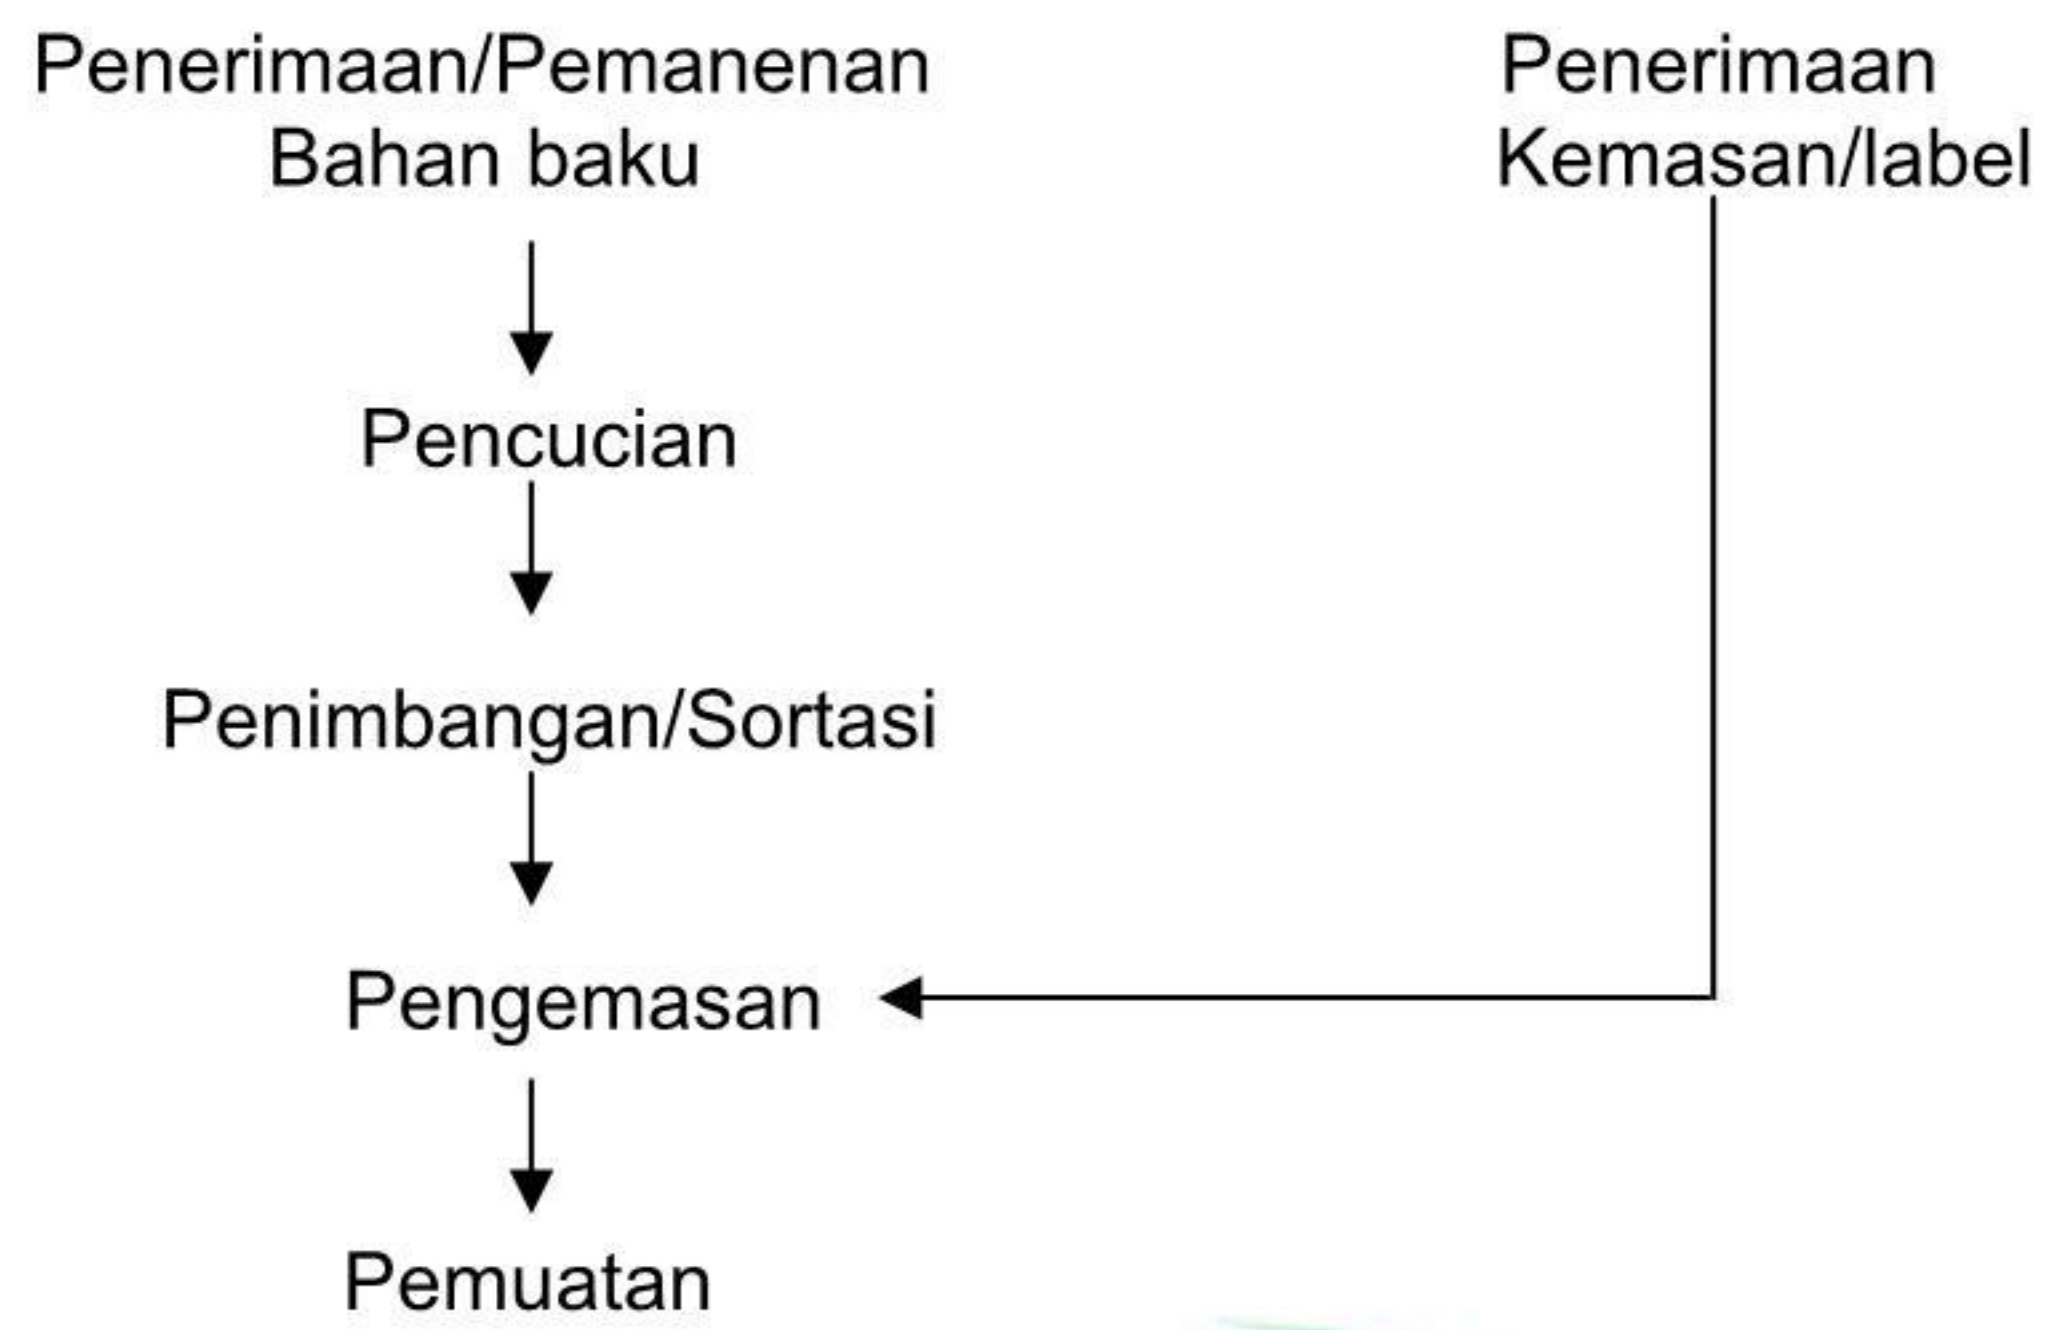 Penerimaan/Pemanenan
Bahan baku
Penerimaan
Kemasan/label
Pencucian
Penimbangan/Sortasi
Pengemasan
Pemuatan